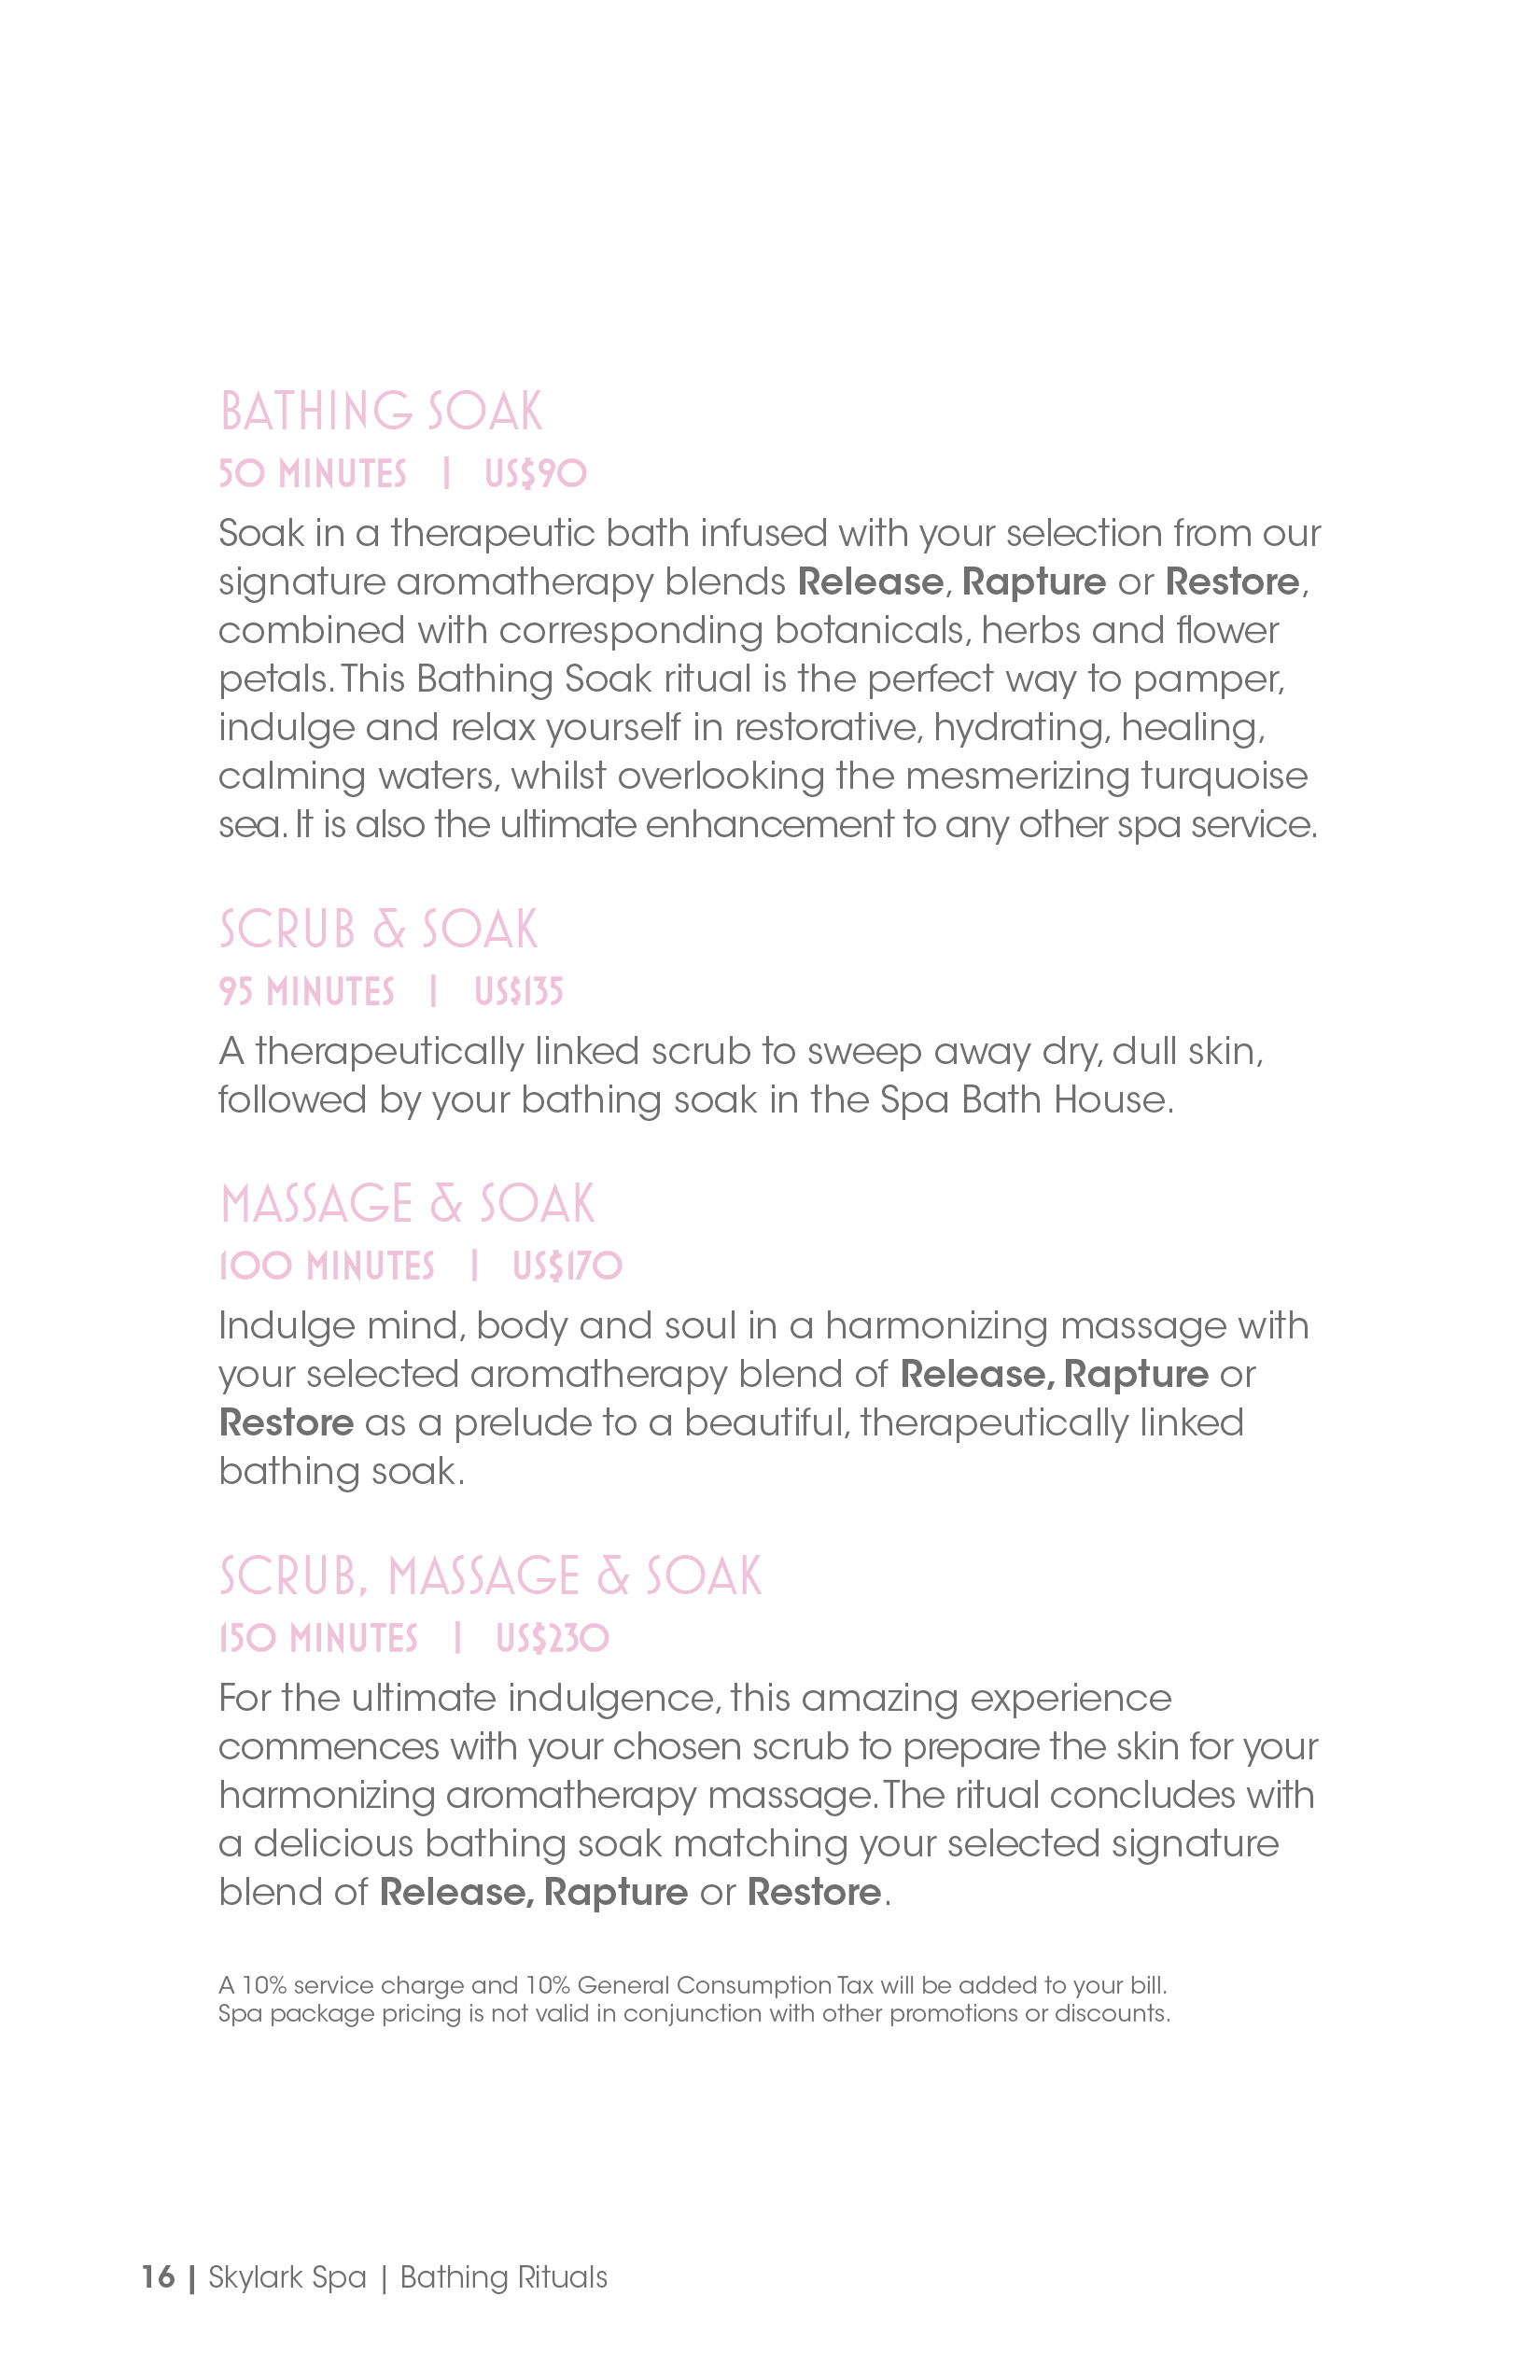 BATHING SOAK
50 MINUTES | US$90
Soak in a therapeutic bath infused with your selection from our
signature aromatherapy blends Release, Rapture or Restore,
combined with corresponding botanicals, herbs and flower
petals. This Bathing Soak ritual is the perfect way to pamper,
indulge and relax yourself in restorative, hydrating, healing,
calming waters, whilst overlooking the mesmerizing turquoise
sea. It is also the ultimate enhancement to any other spa service.
SCRUB & SOAK
95 MINUTES | US$135
A therapeutically linked scrub to sweep away dry, dull skin,
followed by your bathing soak in the Spa Bath House.
MASSAGE & SOAK
100 MINUTES | US$170
Indulge mind, body and soul in a harmonizing massage with
your selected aromatherapy blend of Release, Rapture or
Restore as a prelude to a beautiful, therapeutically linked
bathing soak.
SCRUB, MASSAGE & SOAK
150 MINUTES | US$230
For the ultimate indulgence, this amazing experience
commences with your chosen scrub to prepare the skin for your
harmonizing aromatherapy massage. The ritual concludes with
a delicious bathing soak matching your selected signature
blend of Release, Rapture or Restore.
A 10% service charge and 10% General Consumption Tax will be added to your bill.
Spa package pricing is not valid in conjunction with other promotions or discounts.
16 | Skylark Spa | Bathing Rituals